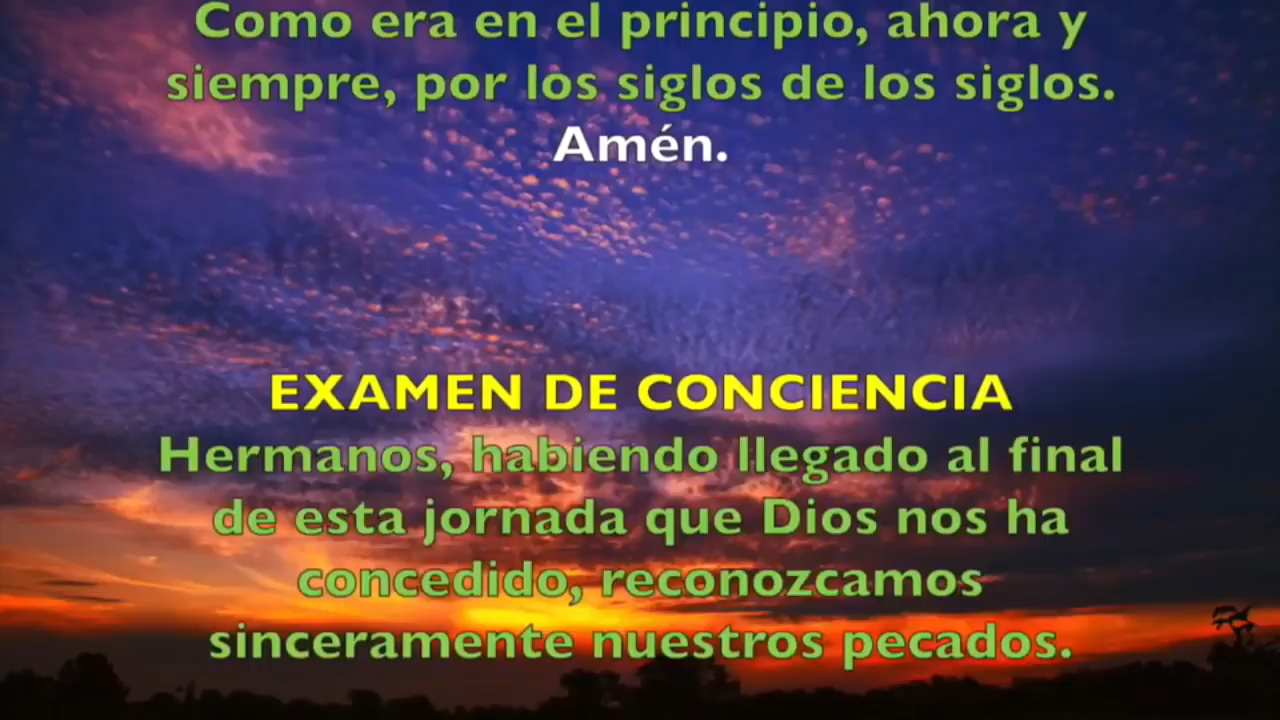 Como era en el principio, ahora y
siempre, por los siglos de los siglos.
Amén.
EXAMEN DE CONCIENCIA
Hermanos, habiendo llegado al final
de esta jornada que Dios nos ha
concedido, reconozcamos
sinceramente nuestros pecados.